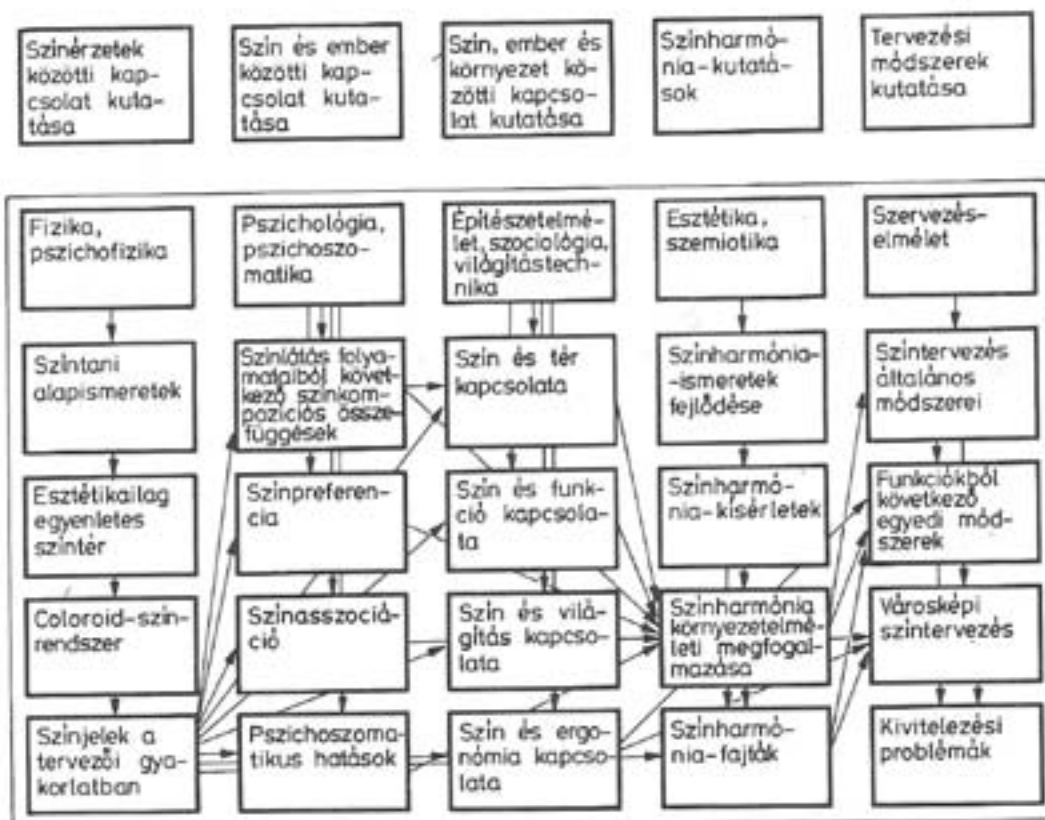 Színérzetek
közötti kap-
csolat kuta-
tása
Szín és ember
közötti kap-
csolat kuta-
tása
Szín, ember és
környezet kö-
zötti kapcso-
lat kutatása
Színharmó-
nia-kutatá-
sok
Tervezési
módszerek
kutatása
Fizika,
pszichofizika
Pszichológia,
pszichoszo-
matika
Építészetelmé-
let, szociológia,
világítástech-
nika
Esztétika,
szemiotika
Szervezés-
elmélet
Színtani
alapismeretek
Színlátás folya-
mataiból követ-
kező színkom-
pozíciós össze-
függések
Szín és tér
kapcsolata
Színharmónia-
-ismeretek
fejlődése
Színtervezés
általános
módszerei
Esztétikailag
egyenletes
színtér
Színpreferen-
cia
Szín és funk-
ció kapcsola-
ta
Színharmó-
nia-kísérletek
Funkciókból
következő
egyedi mód-
szerek
Coloroid-szín-
rendszer
Színasszociá-
ció
Szín és vilá-
gítás kapcso-
lata
Színharmónia
környezetelmé-
leti megfogal-
mazása
Városképi
színtervezés
Színjelek a
tervezői gya-
korlatban
Pszichoszoma-
tikus hatások
Szín és ergo-
nómia kapcso-
lata
Színharmó-
nia-fajták
Kivitelezési
problémák